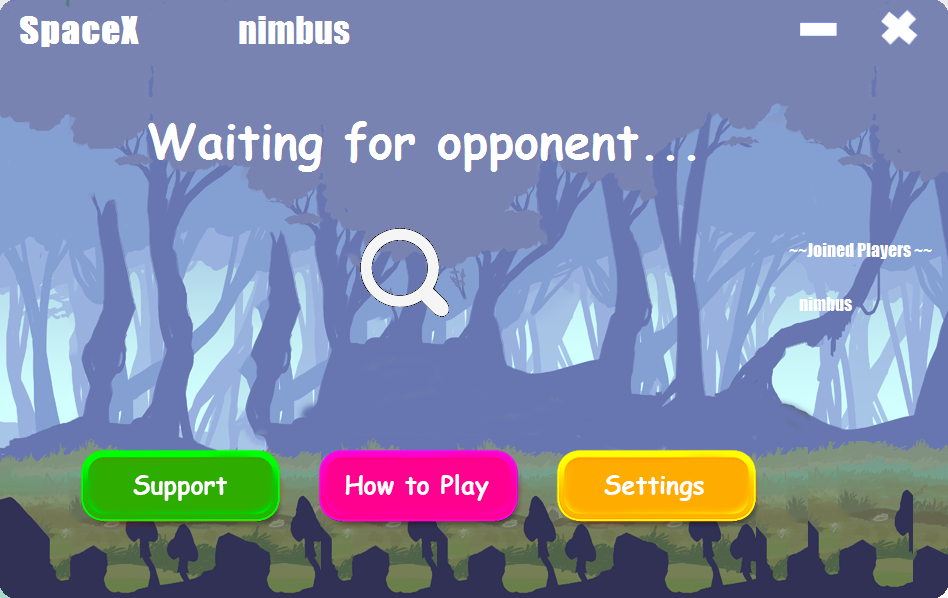 SpaceX nimbus
Waiting for opponent...
~~Joined Players ~~
nimbus
Support
How to Play
Settings